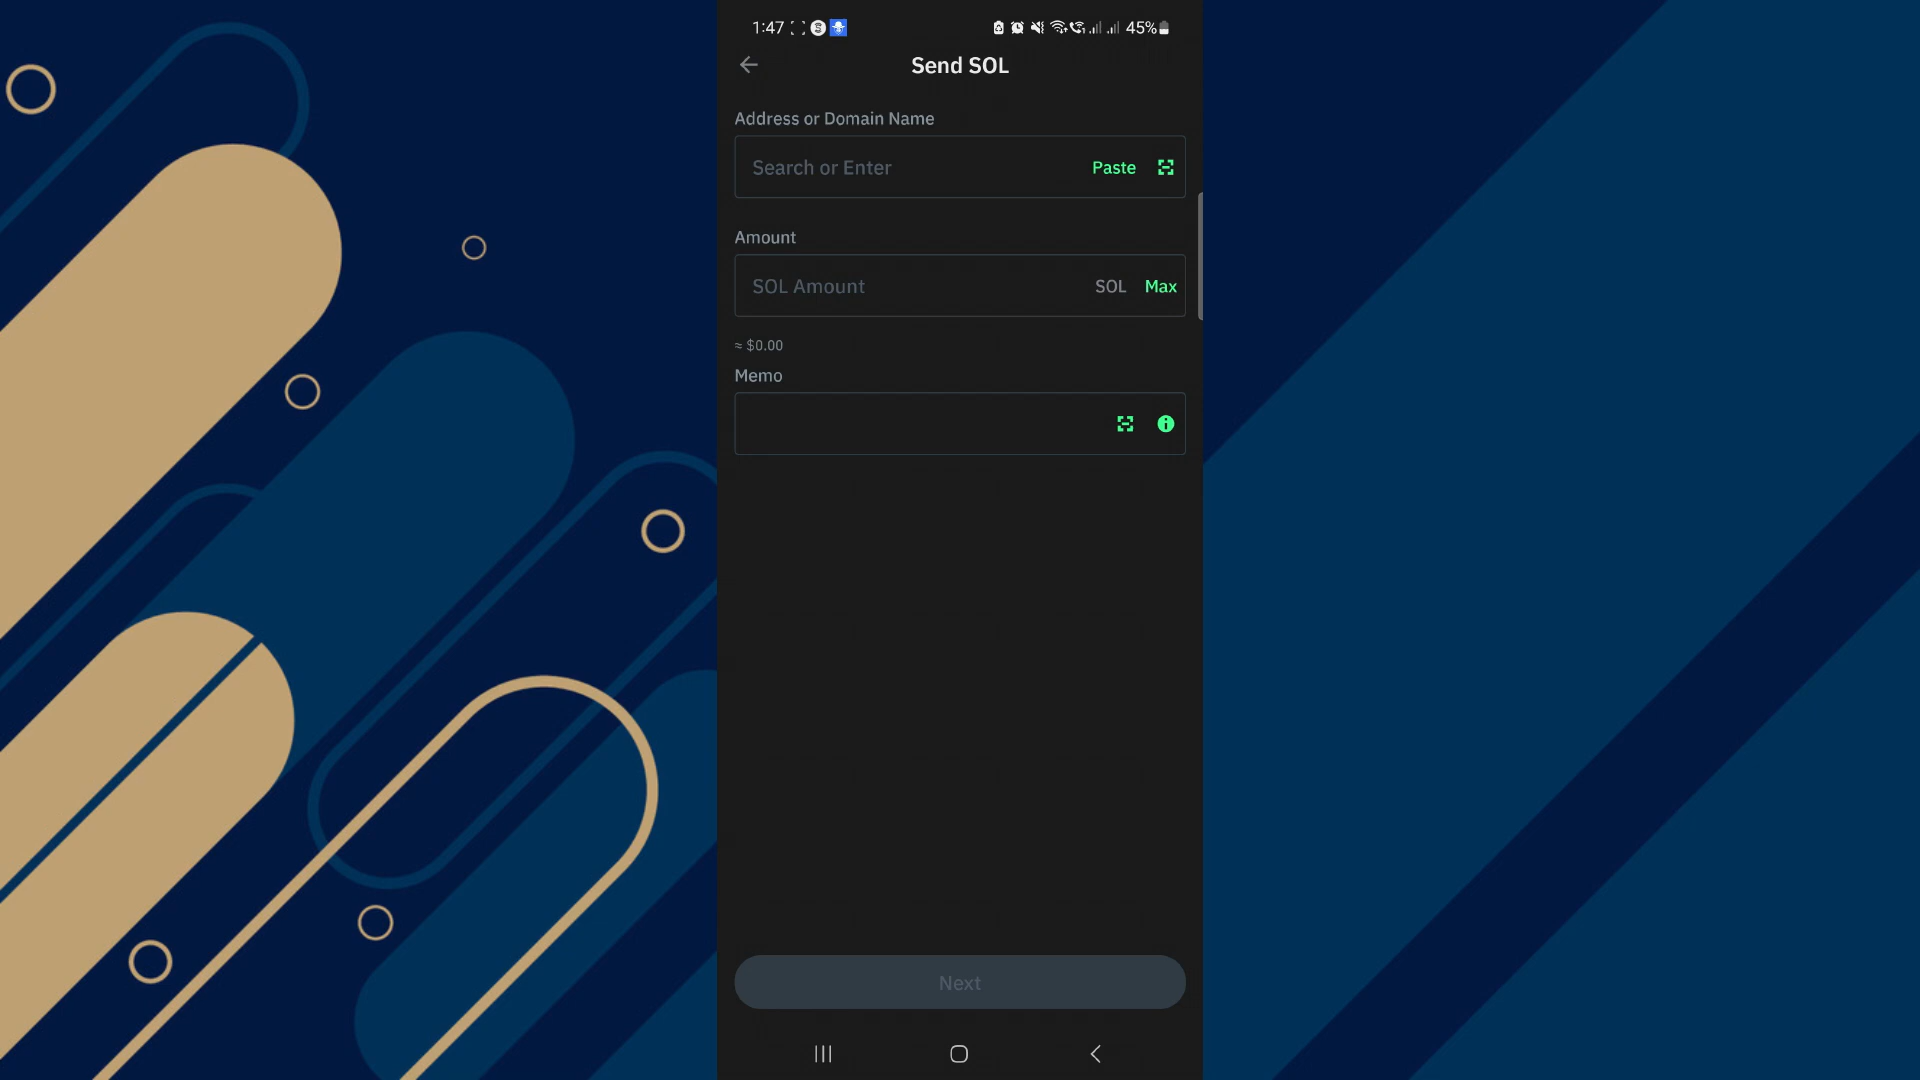 1:47 45%
Send SOL
Address or Domain Name
Search or Enter Paste
Amount
SOL Amount SOL Max
≈ $0.00
Memo
Next